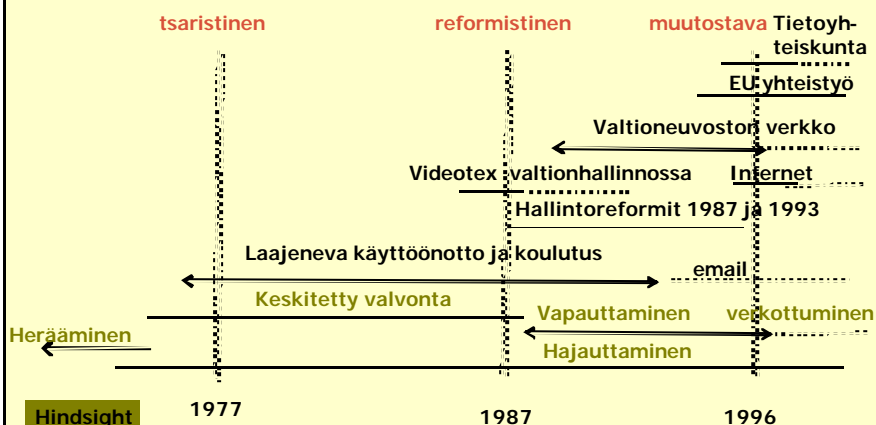 tsaristinen reformistinen muutostava Tietoyh-
teiskunta
EU yhteistyö
Valtioneuvoston verkko
Videotex valtionhallinnossa Internet
Hallintoreformit 1987 ja 1993
Laajeneva käyttöönotto ja koulutus
email
Keskitetty valvonta
Vapauttaminen verkottuminen
Herääminen
Hajauttaminen
Hindsight 1977 1987 1996